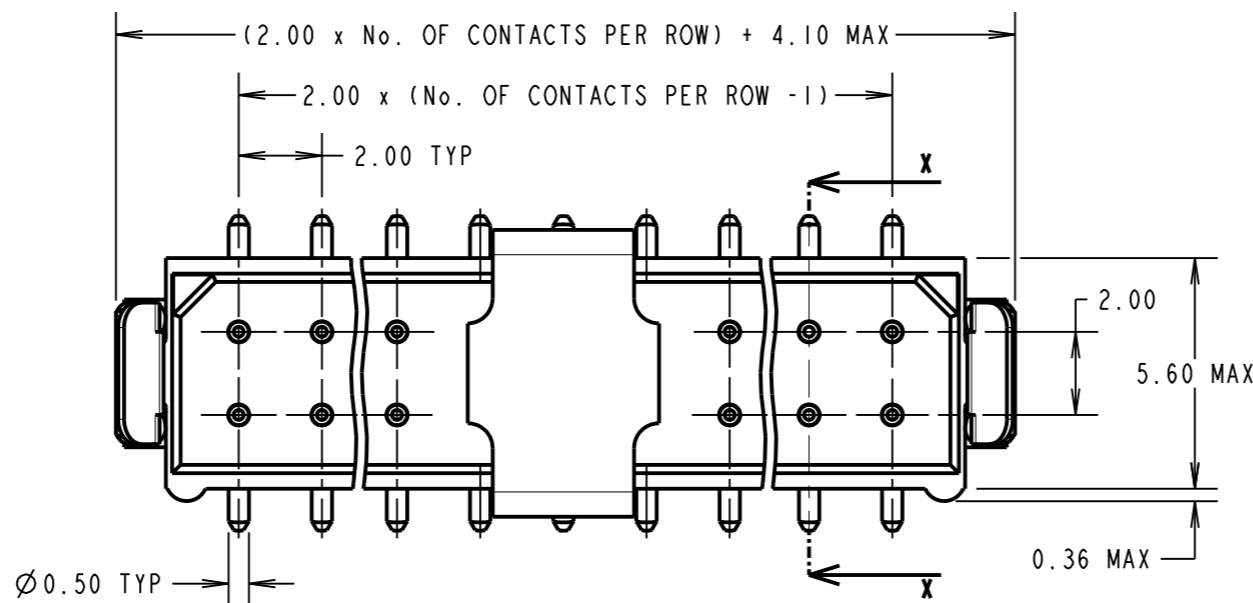 (2.00 x No. OF CONTACTS PER ROW) + 4.10 MAX
2.00 x (No. OF CONTACTS PER ROW -1)
2.00 TYP
X
2.00
5.60 MAX
0.36 MAX
Ø0.50 TYP
X